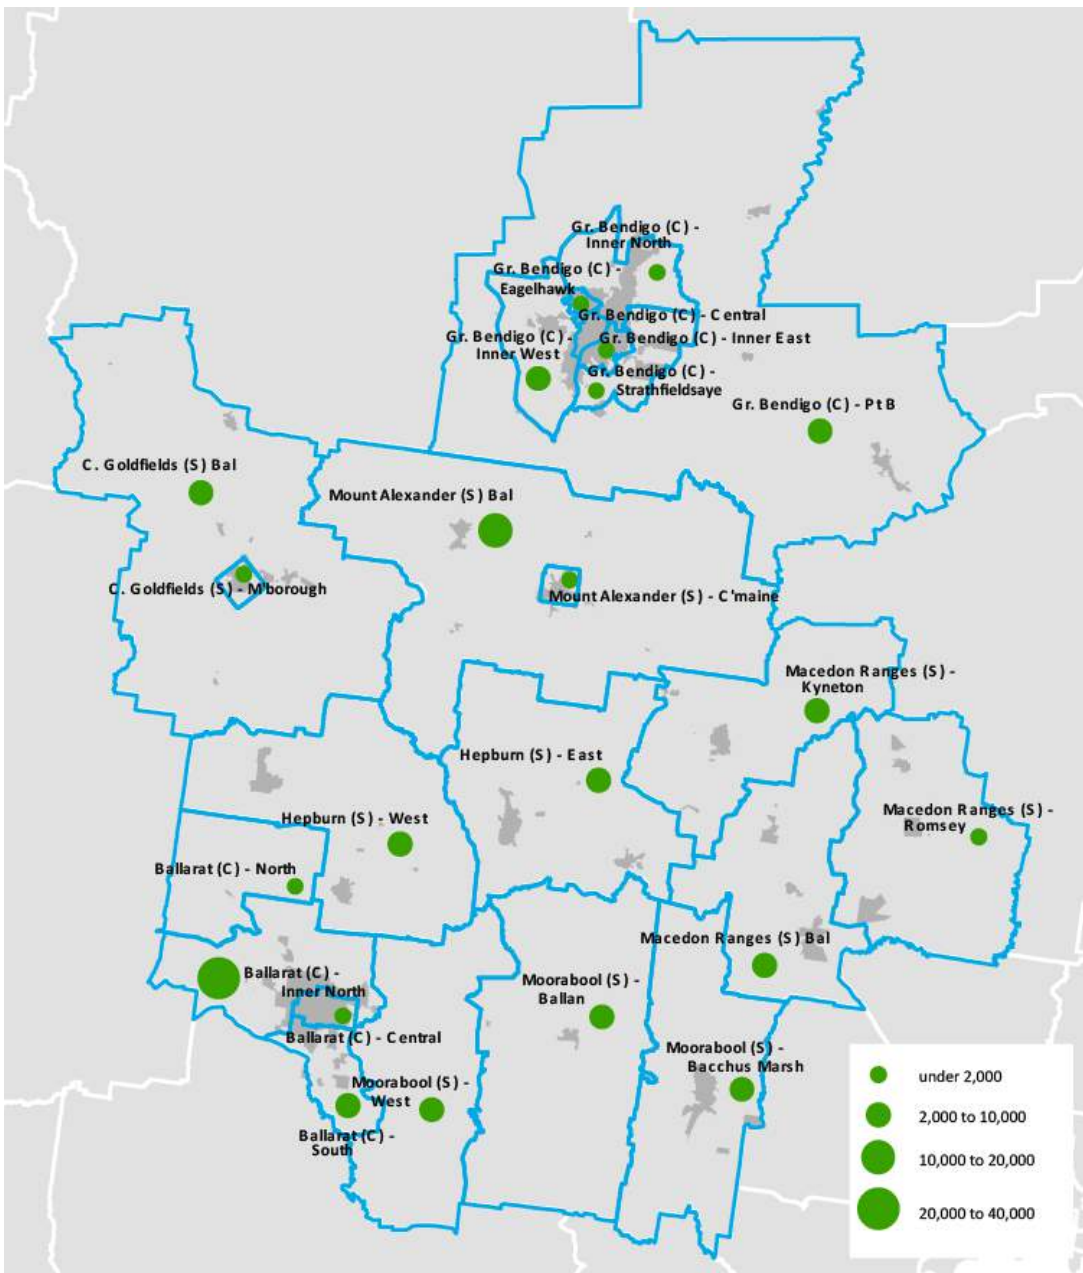 Gr. Bendigo (C) -
Inner North
Gr. Bendigo (C) -
Eagelhawk
Gr. Bendigo (C) - Central
Gr. Bendigo (C) -
Inner West
Gr. Bendigo (C) - Inner East
Gr. Bendigo (C) -
Strathfieldsaye
Gr. Bendigo (C) - Pt B
C. Goldfields (S) Bal
Mount Alexander (S) Bal
C. Goldfields (S) - M'borough
Mount Alexander (S) - C'maine
Macedon Ranges (S) -
Kyneton
Hepburn (S) - East
Hepburn (S) - West
Macedon Ranges (S) -
Romsey
Ballarat (C) - North
Macedon Ranges (S) Bal
Ballarat (C) -
Inner North
Moorabool (S) -
Ballan
Ballarat (C) - Central
Moorabool (S) -
Bacchus Marsh
Moorabool (S) -
West
Ballarat (C) -
South
under 2,000
2,000 to 10,000
10,000 to 20,000
20,000 to 40,000